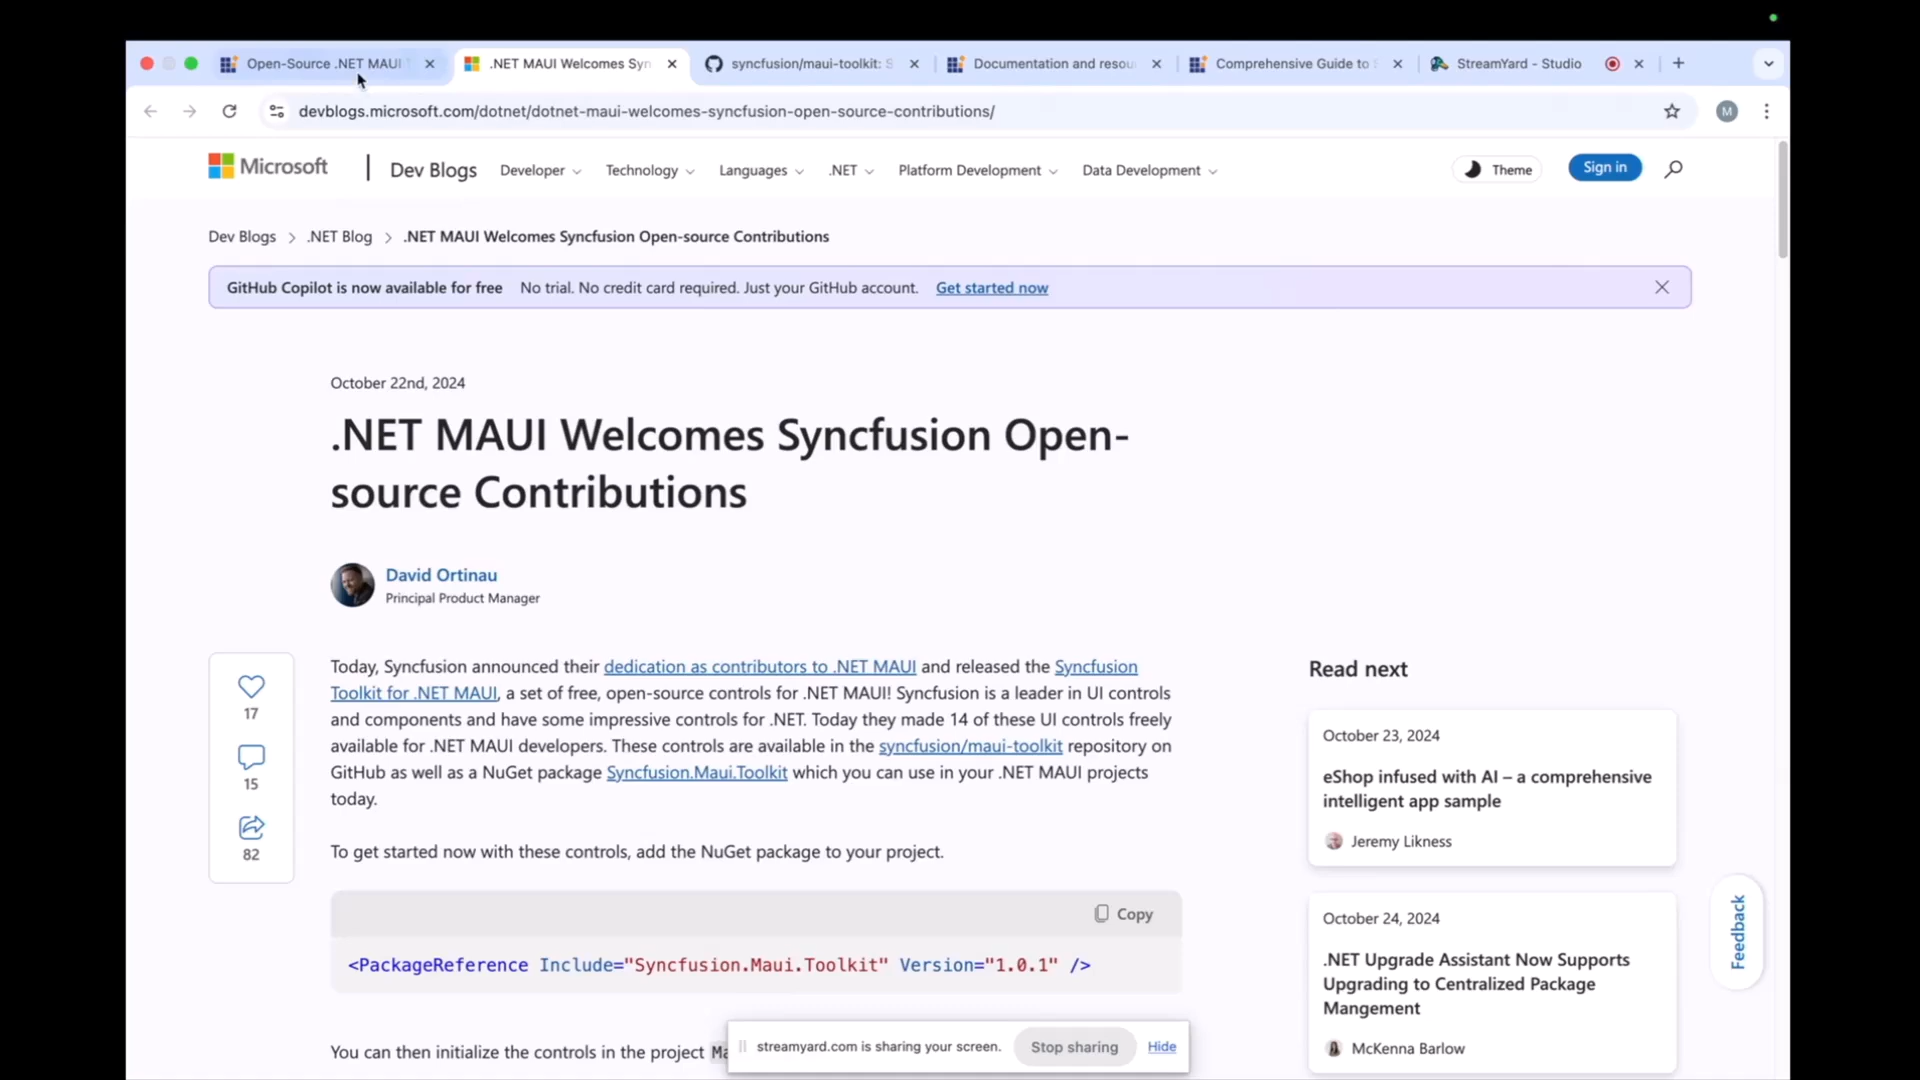 Open-Source .NET MAUI
.NET MAUI Welcomes Syn
syncfusion/maui-toolkit: S
Documentation and resou
Comprehensive Guide to S
StreamYard - Studio
devblogs.microsoft.com/dotnet/dotnet-maui-welcomes-syncfusion-open-source-contributions/
M
Microsoft
Dev Blogs
Developer
Technology
Languages
.NET
Platform Development
Data Development
Theme
Sign in
Dev Blogs > .NET Blog > .NET MAUI Welcomes Syncfusion Open-source Contributions
GitHub Copilot is now available for free No trial. No credit card required. Just your GitHub account. Get started now
October 22nd, 2024
.NET MAUI Welcomes Syncfusion Open-
source Contributions
David Ortinau
Principal Product Manager
17
15
82
Today, Syncfusion announced their dedication as contributors to .NET MAUI and released the Syncfusion
Toolkit for .NET MAUI, a set of free, open-source controls for .NET MAUI! Syncfusion is a leader in UI controls
and components and have some impressive controls for .NET. Today they made 14 of these UI controls freely
available for .NET MAUI developers. These controls are available in the syncfusion/maui-toolkit repository on
GitHub as well as a NuGet package Syncfusion.Maui.Toolkit which you can use in your .NET MAUI projects
today.
To get started now with these controls, add the NuGet package to your project.
Copy
<PackageReference Include="Syncfusion.Maui.Toolkit" Version="1.0.1" />
You can then initialize the controls in the project Ma
Read next
October 23, 2024
eShop infused with AI – a comprehensive
intelligent app sample
Jeremy Likness
October 24, 2024
.NET Upgrade Assistant Now Supports
Upgrading to Centralized Package
Mangement
McKenna Barlow
Feedback
streamyard.com is sharing your screen.
Stop sharing
Hide